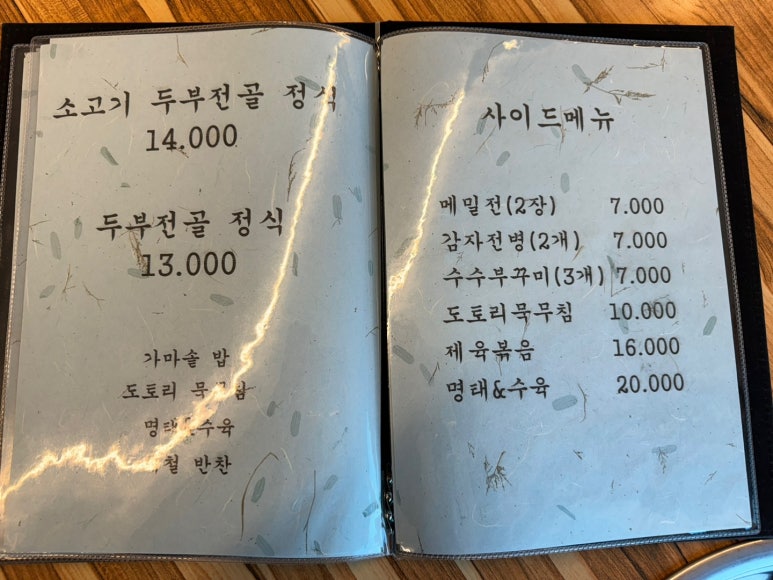 소고기 두부전골 정식
14.000
두부전골 정식
13.000
가마솥 밥
도토리 묵무침
명태&수육
반찬
사이드메뉴
메밀전(2장) 7.000
감자전병(2개) 7.000
수수부꾸미(3개) 7.000
도토리묵무침 10.000
제육볶음 16.000
명태&수육 20.000